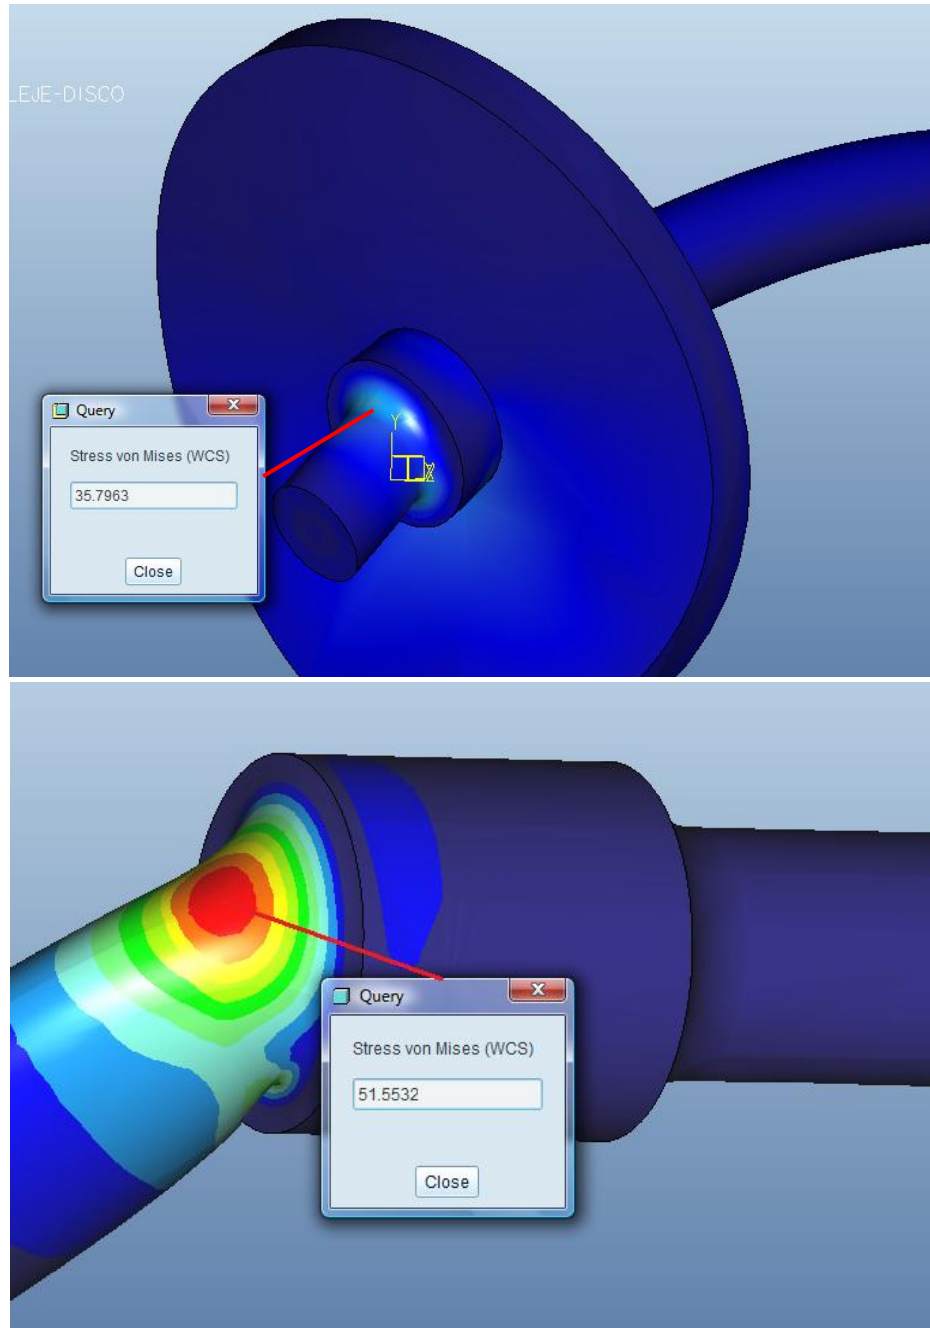 LEJE-DISCO
Query
Stress von Mises (WCS)
35.7963
Close
Y
Query
Stress von Mises (WCS)
51.5532
Close